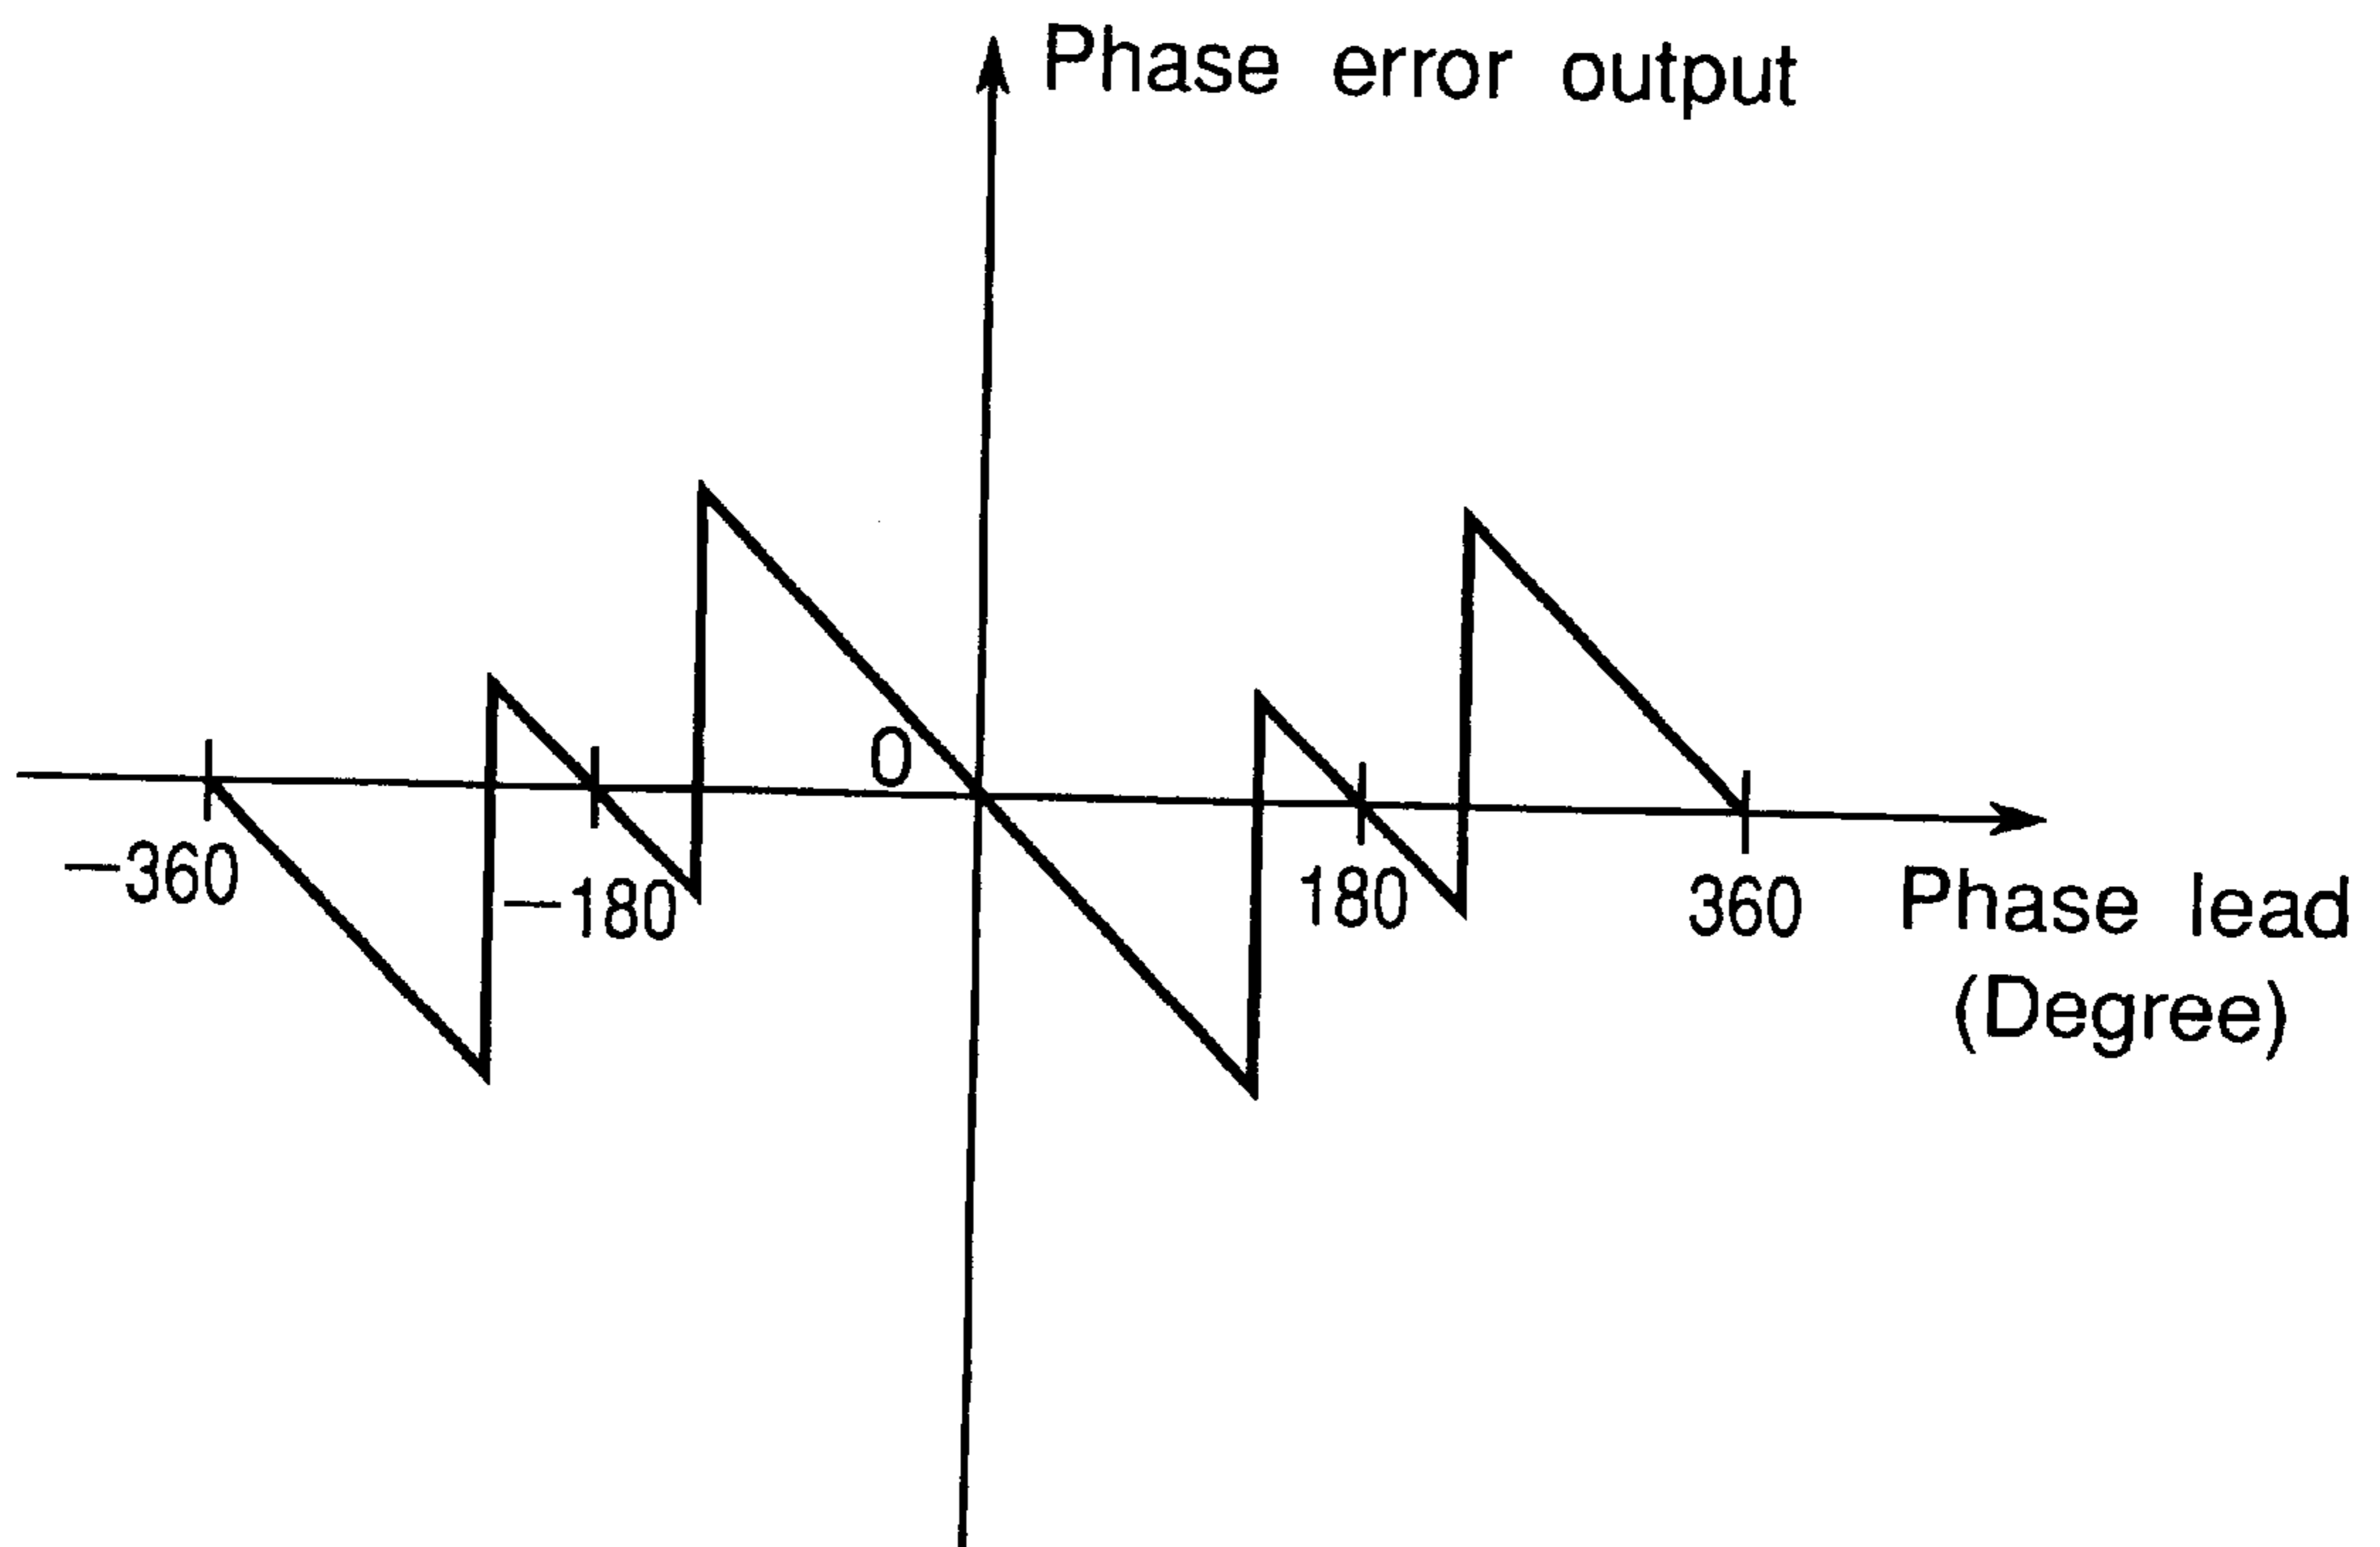 Phase error output
0
−360
−180
180
360
Phase lead
(Degree)